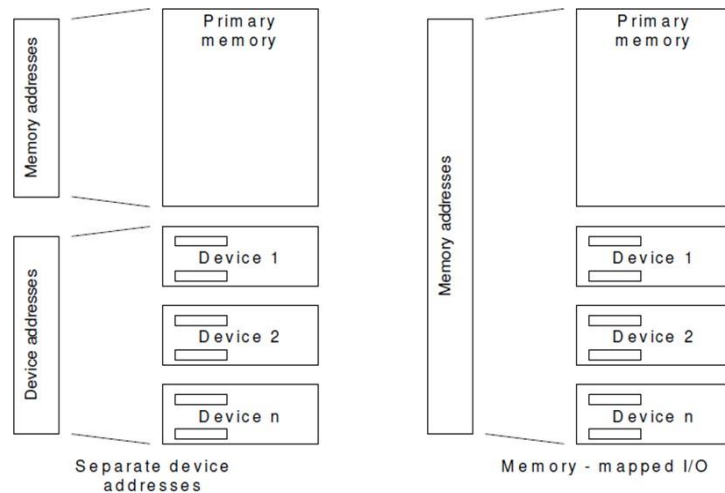 Memory addresses
Primary
memory
Device addresses
Device 1
Device 2
Device n
Separate device
addresses
Memory addresses
Primary
memory
Device 1
Device 2
Device n
Memory - mapped I/O